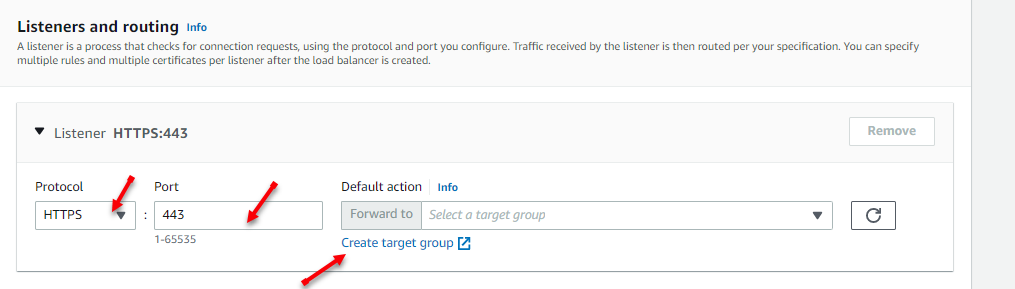 Listeners and routing Info
A listener is a process that checks for connection requests, using the protocol and port you configure. Traffic received by the listener is then routed per your specification. You can specify
multiple rules and multiple certificates per listener after the load balancer is created.
Listener HTTPS:443
Remove
Protocol Port Default action Info
HTTPS : 443 Forward to Select a target group
1-65535 Create target group